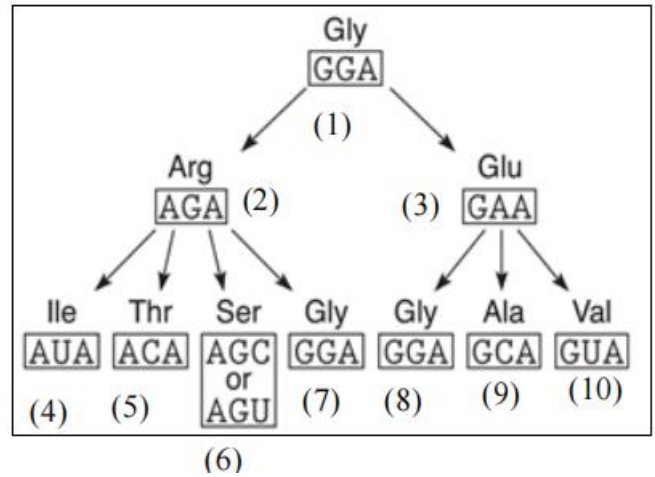 Gly
GGA
(1)
Arg Glu
AGA (2) (3) GAA
Ile Thr Ser Gly Gly Ala Val
AUA ACA AGC GGA GGA GCA GUA
or
AGU
(4) (5) (7) (8) (9) (10)
(6)